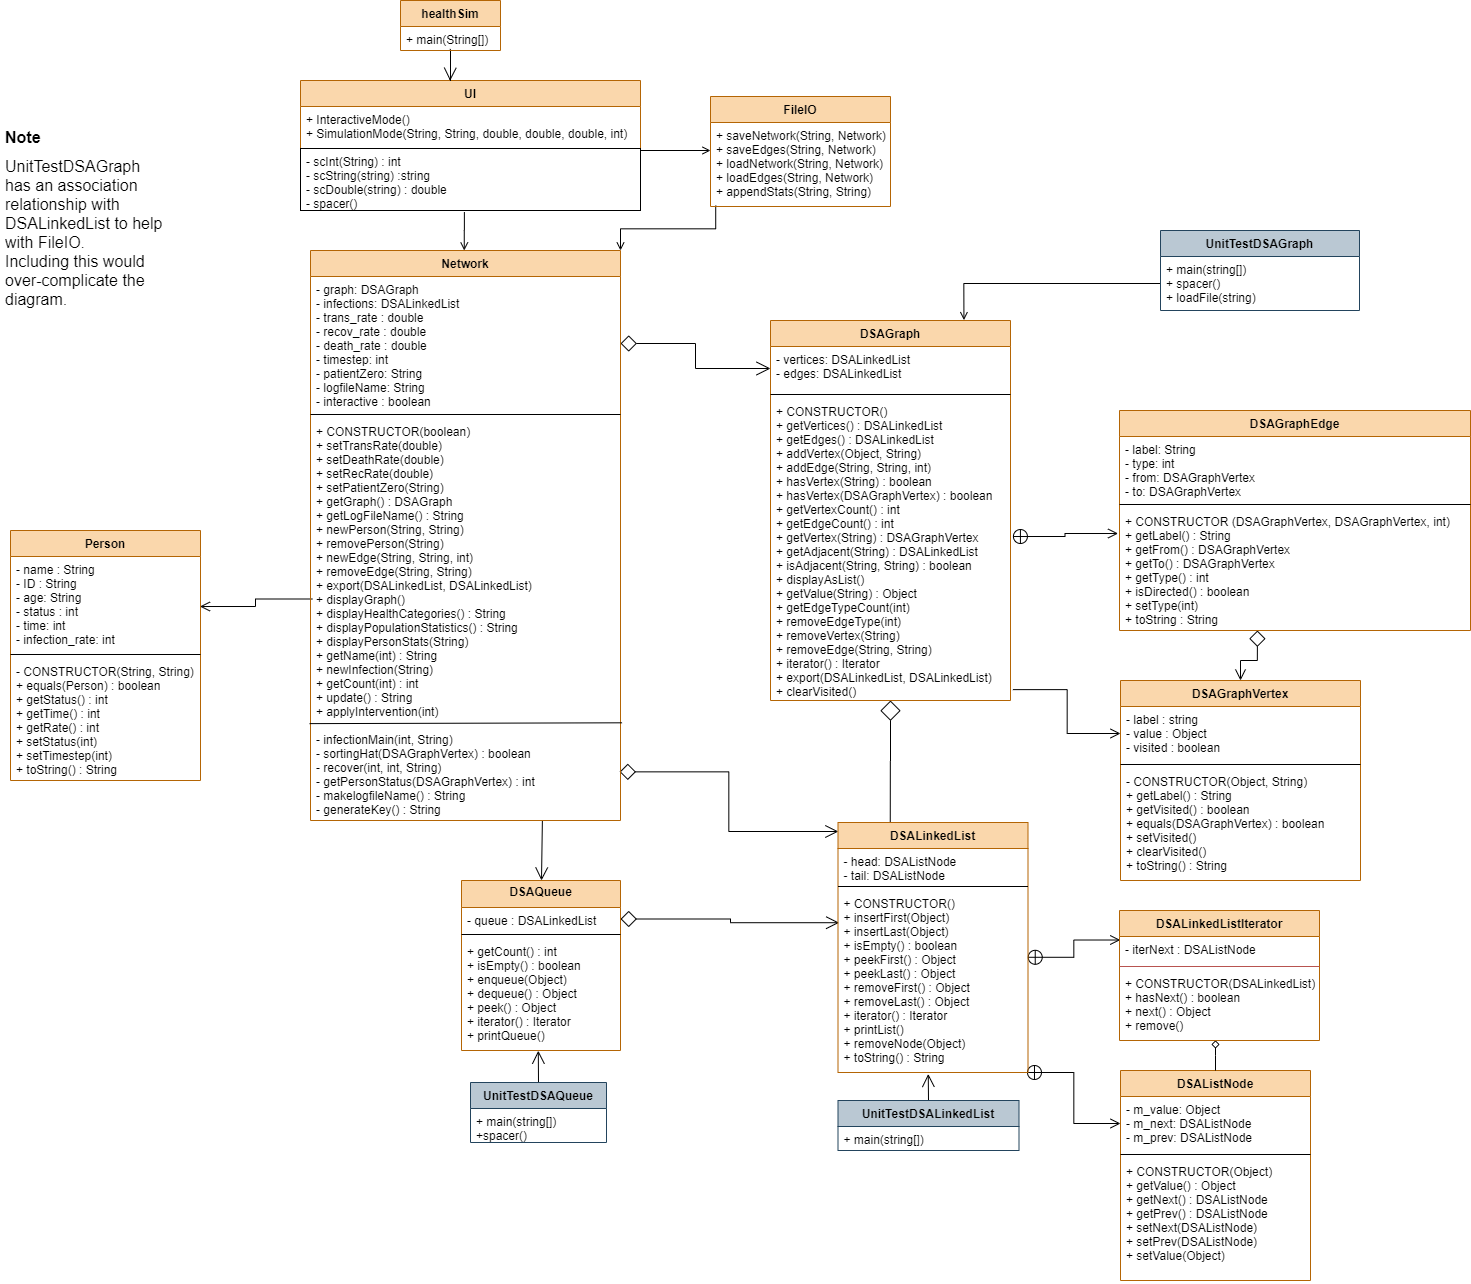 healthSim
+ main(String[])
UI
+ InteractiveMode()
+ SimulationMode(String, String, double, double, double, int)
- scInt(String) : int
- scString(string) :string
- scDouble(string) : double
- spacer()
FileIO
+ saveNetwork(String, Network)
+ saveEdges(String, Network)
+ loadNetwork(String, Network)
+ loadEdges(String, Network)
+ appendStats(String, String)
Note
UnitTestDSAGraph
has an association
relationship with
DSALinkedList to help
with FileIO.
Including this would
over-complicate the
diagram.
Network
- graph: DSAGraph
- infections: DSALinkedList
- trans_rate : double
- recov_rate : double
- death_rate : double
- timestep: int
- patientZero: String
- logfileName: String
- interactive : boolean
+ CONSTRUCTOR(boolean)
+ setTransRate(double)
+ setDeathRate(double)
+ setRecRate(double)
+ setPatientZero(String)
+ getGraph() : DSAGraph
+ getLogFileName() : String
+ newPerson(String, String)
+ removePerson(String)
+ newEdge(String, String, int)
+ removeEdge(String, String)
+ export(DSALinkedList, DSALinkedList)
+ displayGraph()
+ displayHealthCategories() : String
+ displayPopulationStatistics() : String
+ displayPersonStats(String)
+ getName(int) : String
+ newInfection(String)
+ getCount(int) : int
+ update() : String
+ applyIntervention(int)
- infectionMain(int, String)
- sortingHat(DSAGraphVertex) : boolean
- recover(int, int, String)
- getPersonStatus(DSAGraphVertex) : int
- makelogfileName() : String
- generateKey() : String
UnitTestDSAGraph
+ main(string[])
+ spacer()
+ loadFile(string)
DSAGraph
- vertices: DSALinkedList
- edges: DSALinkedList
+ CONSTRUCTOR()
+ getVertices() : DSALinkedList
+ getEdges() : DSALinkedList
+ addVertex(Object, String)
+ addEdge(String, String, int)
+ hasVertex(String) : boolean
+ hasVertex(DSAGraphVertex) : boolean
+ getVertexCount() : int
+ getEdgeCount() : int
+ getVertex(String) : DSAGraphVertex
+ getAdjacent(String) : DSALinkedList
+ isAdjacent(String, String) : boolean
+ displayAsList()
+ getValue(String) : Object
+ getEdgeTypeCount(int)
+ removeEdgeType(int)
+ removeVertex(String)
+ removeEdge(String, String)
+ iterator() : Iterator
+ export(DSALinkedList, DSALinkedList)
+ clearVisited()
DSAGraphEdge
- label: String
- type: int
- from: DSAGraphVertex
- to: DSAGraphVertex
+ CONSTRUCTOR (DSAGraphVertex, DSAGraphVertex, int)
+ getLabel() : String
+ getFrom() : DSAGraphVertex
+ getTo() : DSAGraphVertex
+ getType() : int
+ isDirected() : boolean
+ setType(int)
+ toString : String
Person
- name : String
- ID : String
- age: String
- status : int
- time: int
- infection_rate: int
- CONSTRUCTOR(String, String)
+ equals(Person) : boolean
+ getStatus() : int
+ getTime() : int
+ getRate() : int
+ setStatus(int)
+ setTimestep(int)
+ toString() : String
DSAGraphVertex
- label : string
- value : Object
- visited : boolean
- CONSTRUCTOR(Object, String)
+ getLabel() : String
+ getVisited() : boolean
+ equals(DSAGraphVertex) : boolean
+ setVisited()
+ clearVisited()
+ toString() : String
DSAQueue
- queue : DSALinkedList
+ getCount() : int
+ isEmpty() : boolean
+ enqueue(Object)
+ dequeue() : Object
+ peek() : Object
+ iterator() : Iterator
+ printQueue()
DSALinkedList
- head: DSAListNode
- tail: DSAListNode
+ CONSTRUCTOR()
+ insertFirst(Object)
+ insertLast(Object)
+ isEmpty() : boolean
+ peekFirst() : Object
+ peekLast() : Object
+ removeFirst() : Object
+ removeLast() : Object
+ iterator() : Iterator
+ printList()
+ removeNode(Object)
+ toString() : String
DSALinkedListIterator
- iterNext : DSAListNode
+ CONSTRUCTOR(DSALinkedList)
+ hasNext() : boolean
+ next() : Object
+ remove()
UnitTestDSAQueue
+ main(string[])
+spacer()
UnitTestDSALinkedList
+ main(string[])
DSAListNode
- m_value: Object
- m_next: DSAListNode
- m_prev: DSAListNode
+ CONSTRUCTOR(Object)
+ getValue() : Object
+ getNext() : DSAListNode
+ getPrev() : DSAListNode
+ setNext(DSAListNode)
+ setPrev(DSAListNode)
+ setValue(Object)